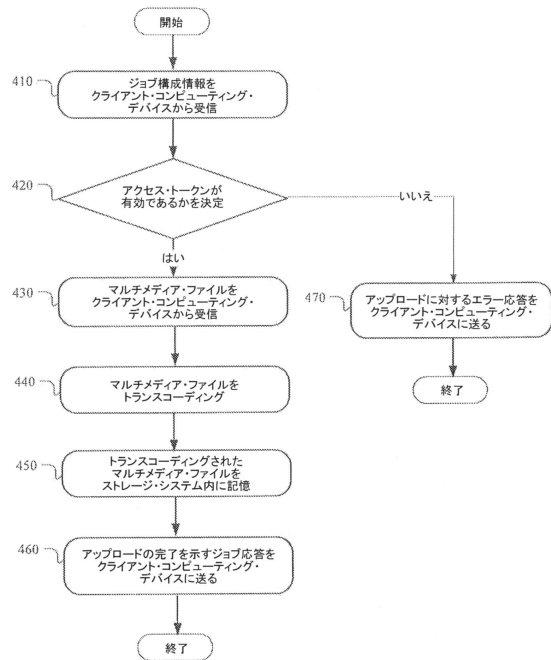 開始
410
ジョブ構成情報を
クライアント・コンピューティング・
デバイスから受信
420
アクセス・トークンが
有効であるかを決定
いいえ
はい
430
マルチメディア・ファイルを
クライアント・コンピューティング・
デバイスから受信
470
アップロードに対するエラー応答を
クライアント・コンピューティング・
デバイスに送る
440
マルチメディア・ファイルを
トランスコーディング
終了
450
トランスコーディングされた
マルチメディア・ファイルを
ストレージ・システム内に記憶
460
アップロードの完了を示すジョブ応答を
クライアント・コンピューティング・
デバイスに送る
終了